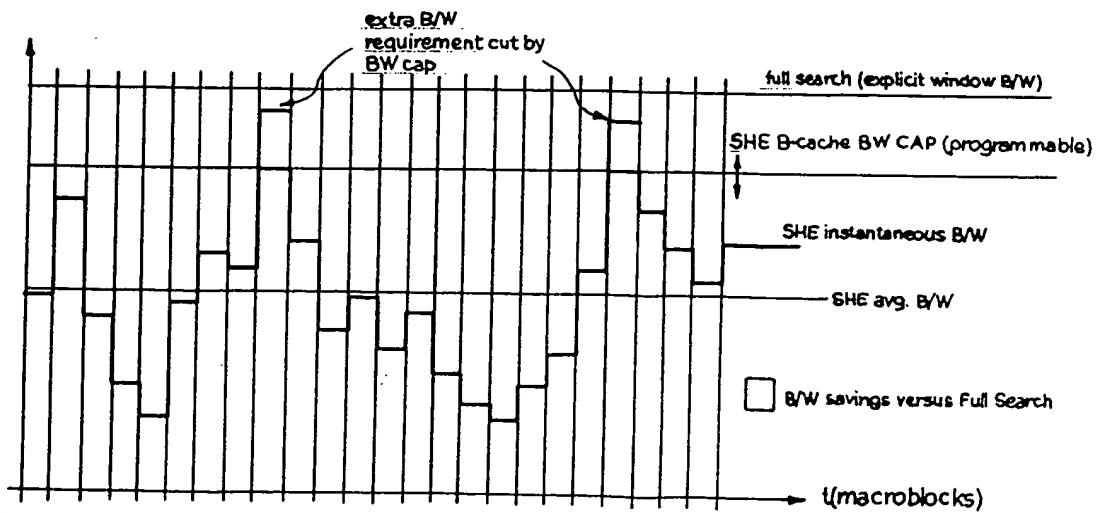 extra B/W
requirement cut by
BW cap
full search (explicit window B/W)
SHE B-cache BW CAP (programmable)
SHE instantaneous B/W
SHE avg. B/W
B/W savings versus Full Search
t(macroblocks)